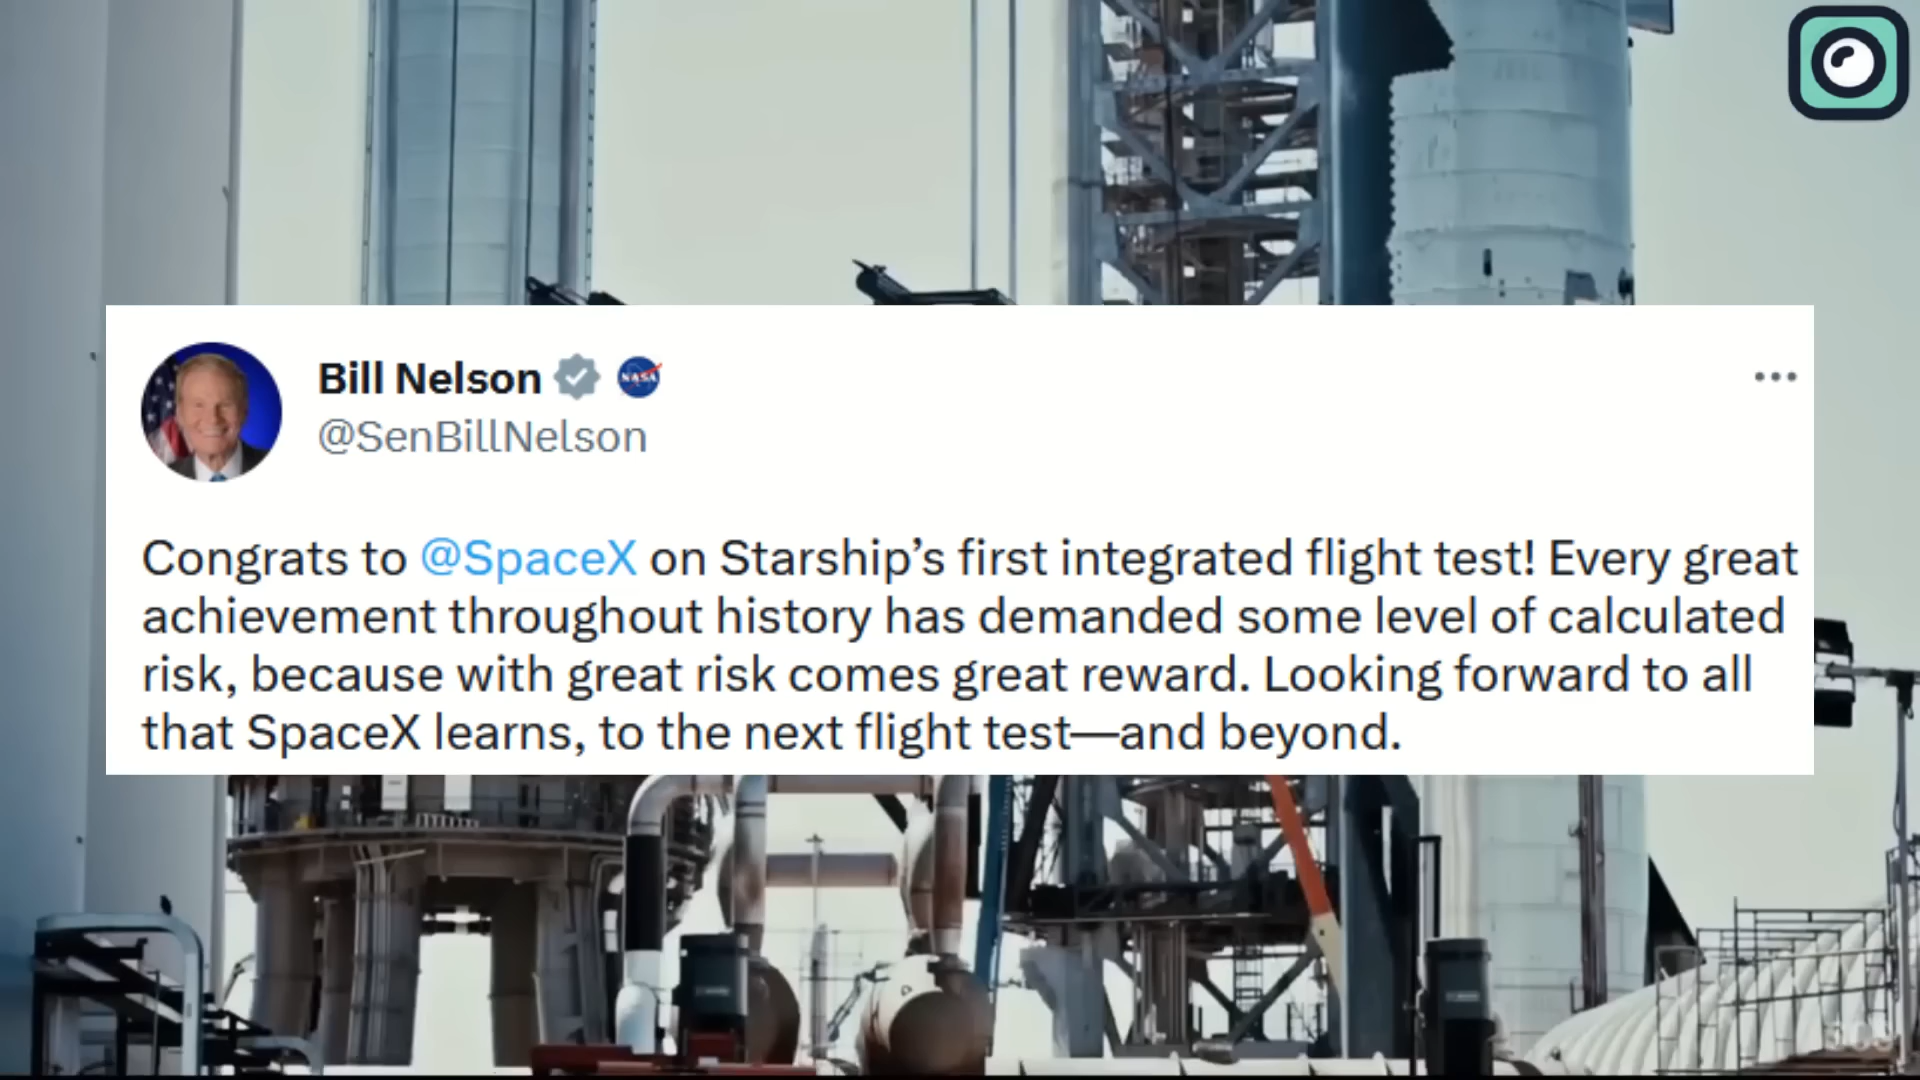 Bill Nelson
NASA
@SenBillNelson
Congrats to @SpaceX on Starship’s first integrated flight test! Every great
achievement throughout history has demanded some level of calculated
risk, because with great risk comes great reward. Looking forward to all
that SpaceX learns, to the next flight test—and beyond.